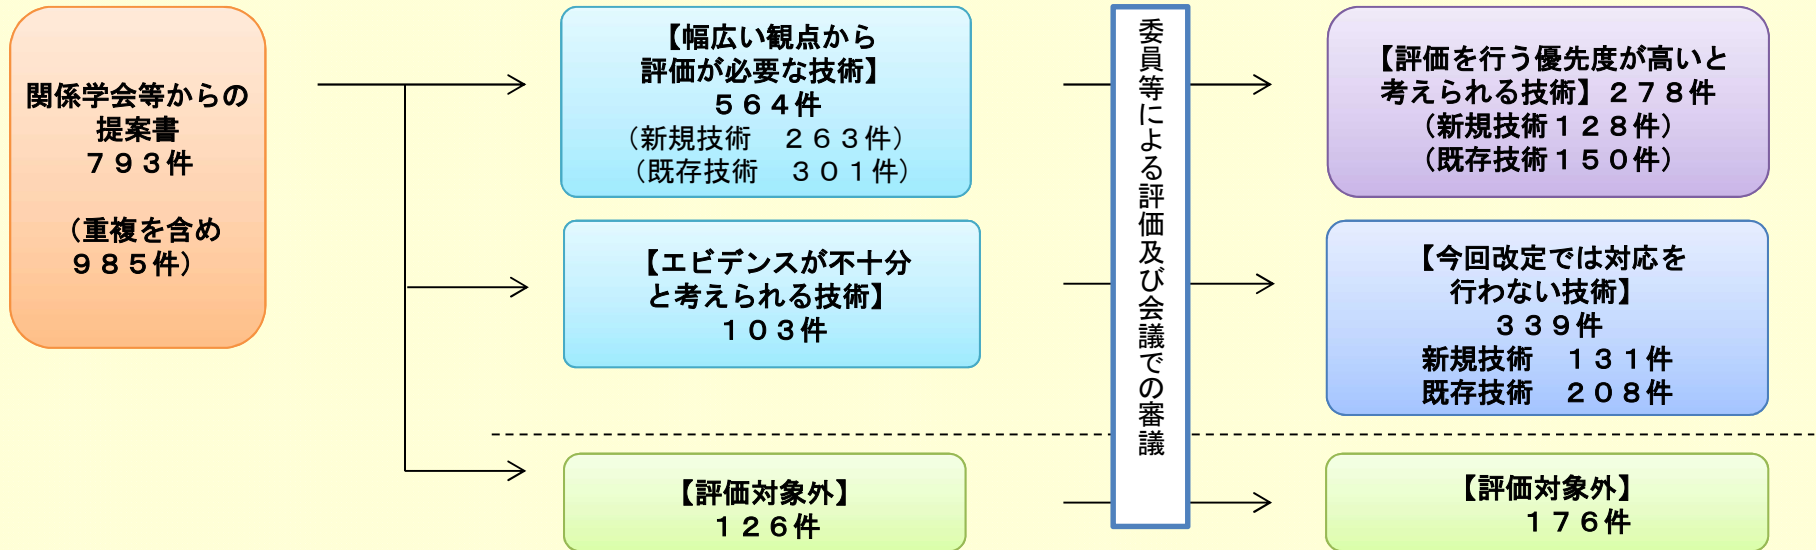 関係学会等からの
提案書
７９３件
（重複を含め
９８５件）
【幅広い観点から
評価が必要な技術】
５６４件
（新規技術　２６３件）
（既存技術　３０１件）
【エビデンスが不十分
と考えられる技術】
１０３件
【評価対象外】
１２６件
委員等による評価及び会議での審議
【評価を行う優先度が高いと
考えられる技術】２７８件
（新規技術１２８件）
（既存技術１５０件）
【今回改定では対応を
行わない技術】
３３９件
新規技術　１３１件
既存技術　２０８件
【評価対象外】
１７６件